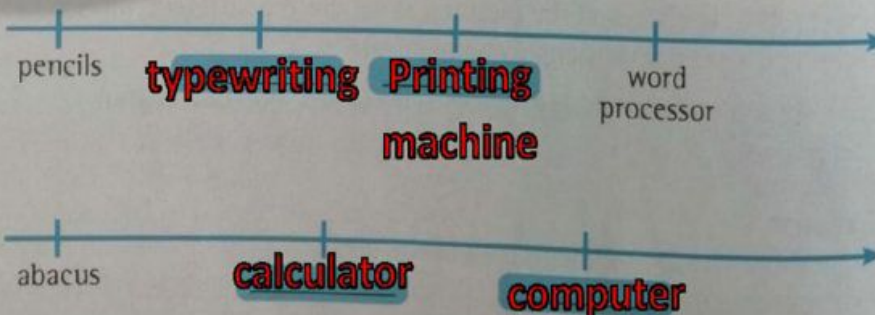 pencils typewriting Printing word
machine processor
abacus calculator computer